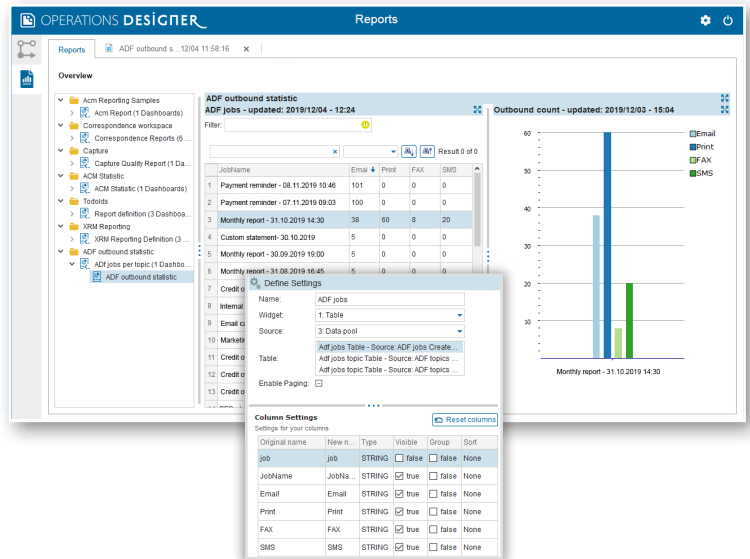 OPERATIONS DESIGNER
Reports
Reports
ADF outbound s... 12/04 11:58:16 x
Overview
Acm Reporting Samples
Acm Report (1 Dashboards)
Correspondence workspace
Correspondence Reports (6 ...
Capture
Capture Quality Report (1 Da...
ACM Statistic
ACM Statistic (1 Dashboards)
TodoIds
Report definition (3 Dashboa...
XRM Reporting
XRM Reporting Definition (3 ...
ADF outbound statistic
ADf jobs per topic (1 Dashbo...
ADF outbound statistic
ADF outbound statistic
ADF jobs - updated: 2019/12/04 - 12:24
Filter:
Result 0 of 0
JobName Emai Print FAX SMS
1 Payment reminder - 08.11.2019 10:46 101 0 0 0
2 Payment reminder - 07.11.2019 09:03 100 0 0 0
3 Monthly report - 31.10.2019 14:30 38 60 8 20
4 Custom statement- 30.10.2019 5 0 0 0
5 Monthly report - 30.09.2019 19:00 5 0 0 0
6 Monthly report - 31.08.2019 16:45 5 0 0 0
7 Credit o
8 Internal
9 Email ca
10 Marketin
11 Credit o
12 Credit o
13 Credit o
Outbound count - updated: 2019/12/03 - 15:04
60
50
40
30
20
10
Email
Print
FAX
SMS
Monthly report - 31.10.2019 14:30
Define Settings
Name: ADF jobs
Widget: 1: Table
Source: 3: Data pool
Adf jobs Table - Source: ADF jobs Create...
Table: Adf jobs topic Table - Source: ADF topics ...
Adf jobs topic Table - Source: ADF topics ...
Enable Paging:
Column Settings
Reset columns
Settings for your columns
Original name New n... Type Visible Group Sort
job job STRING false false None
JobName JobNa... STRING true false None
Email Email STRING true false None
Print Print STRING true false None
FAX FAX STRING true false None
SMS SMS STRING true false None